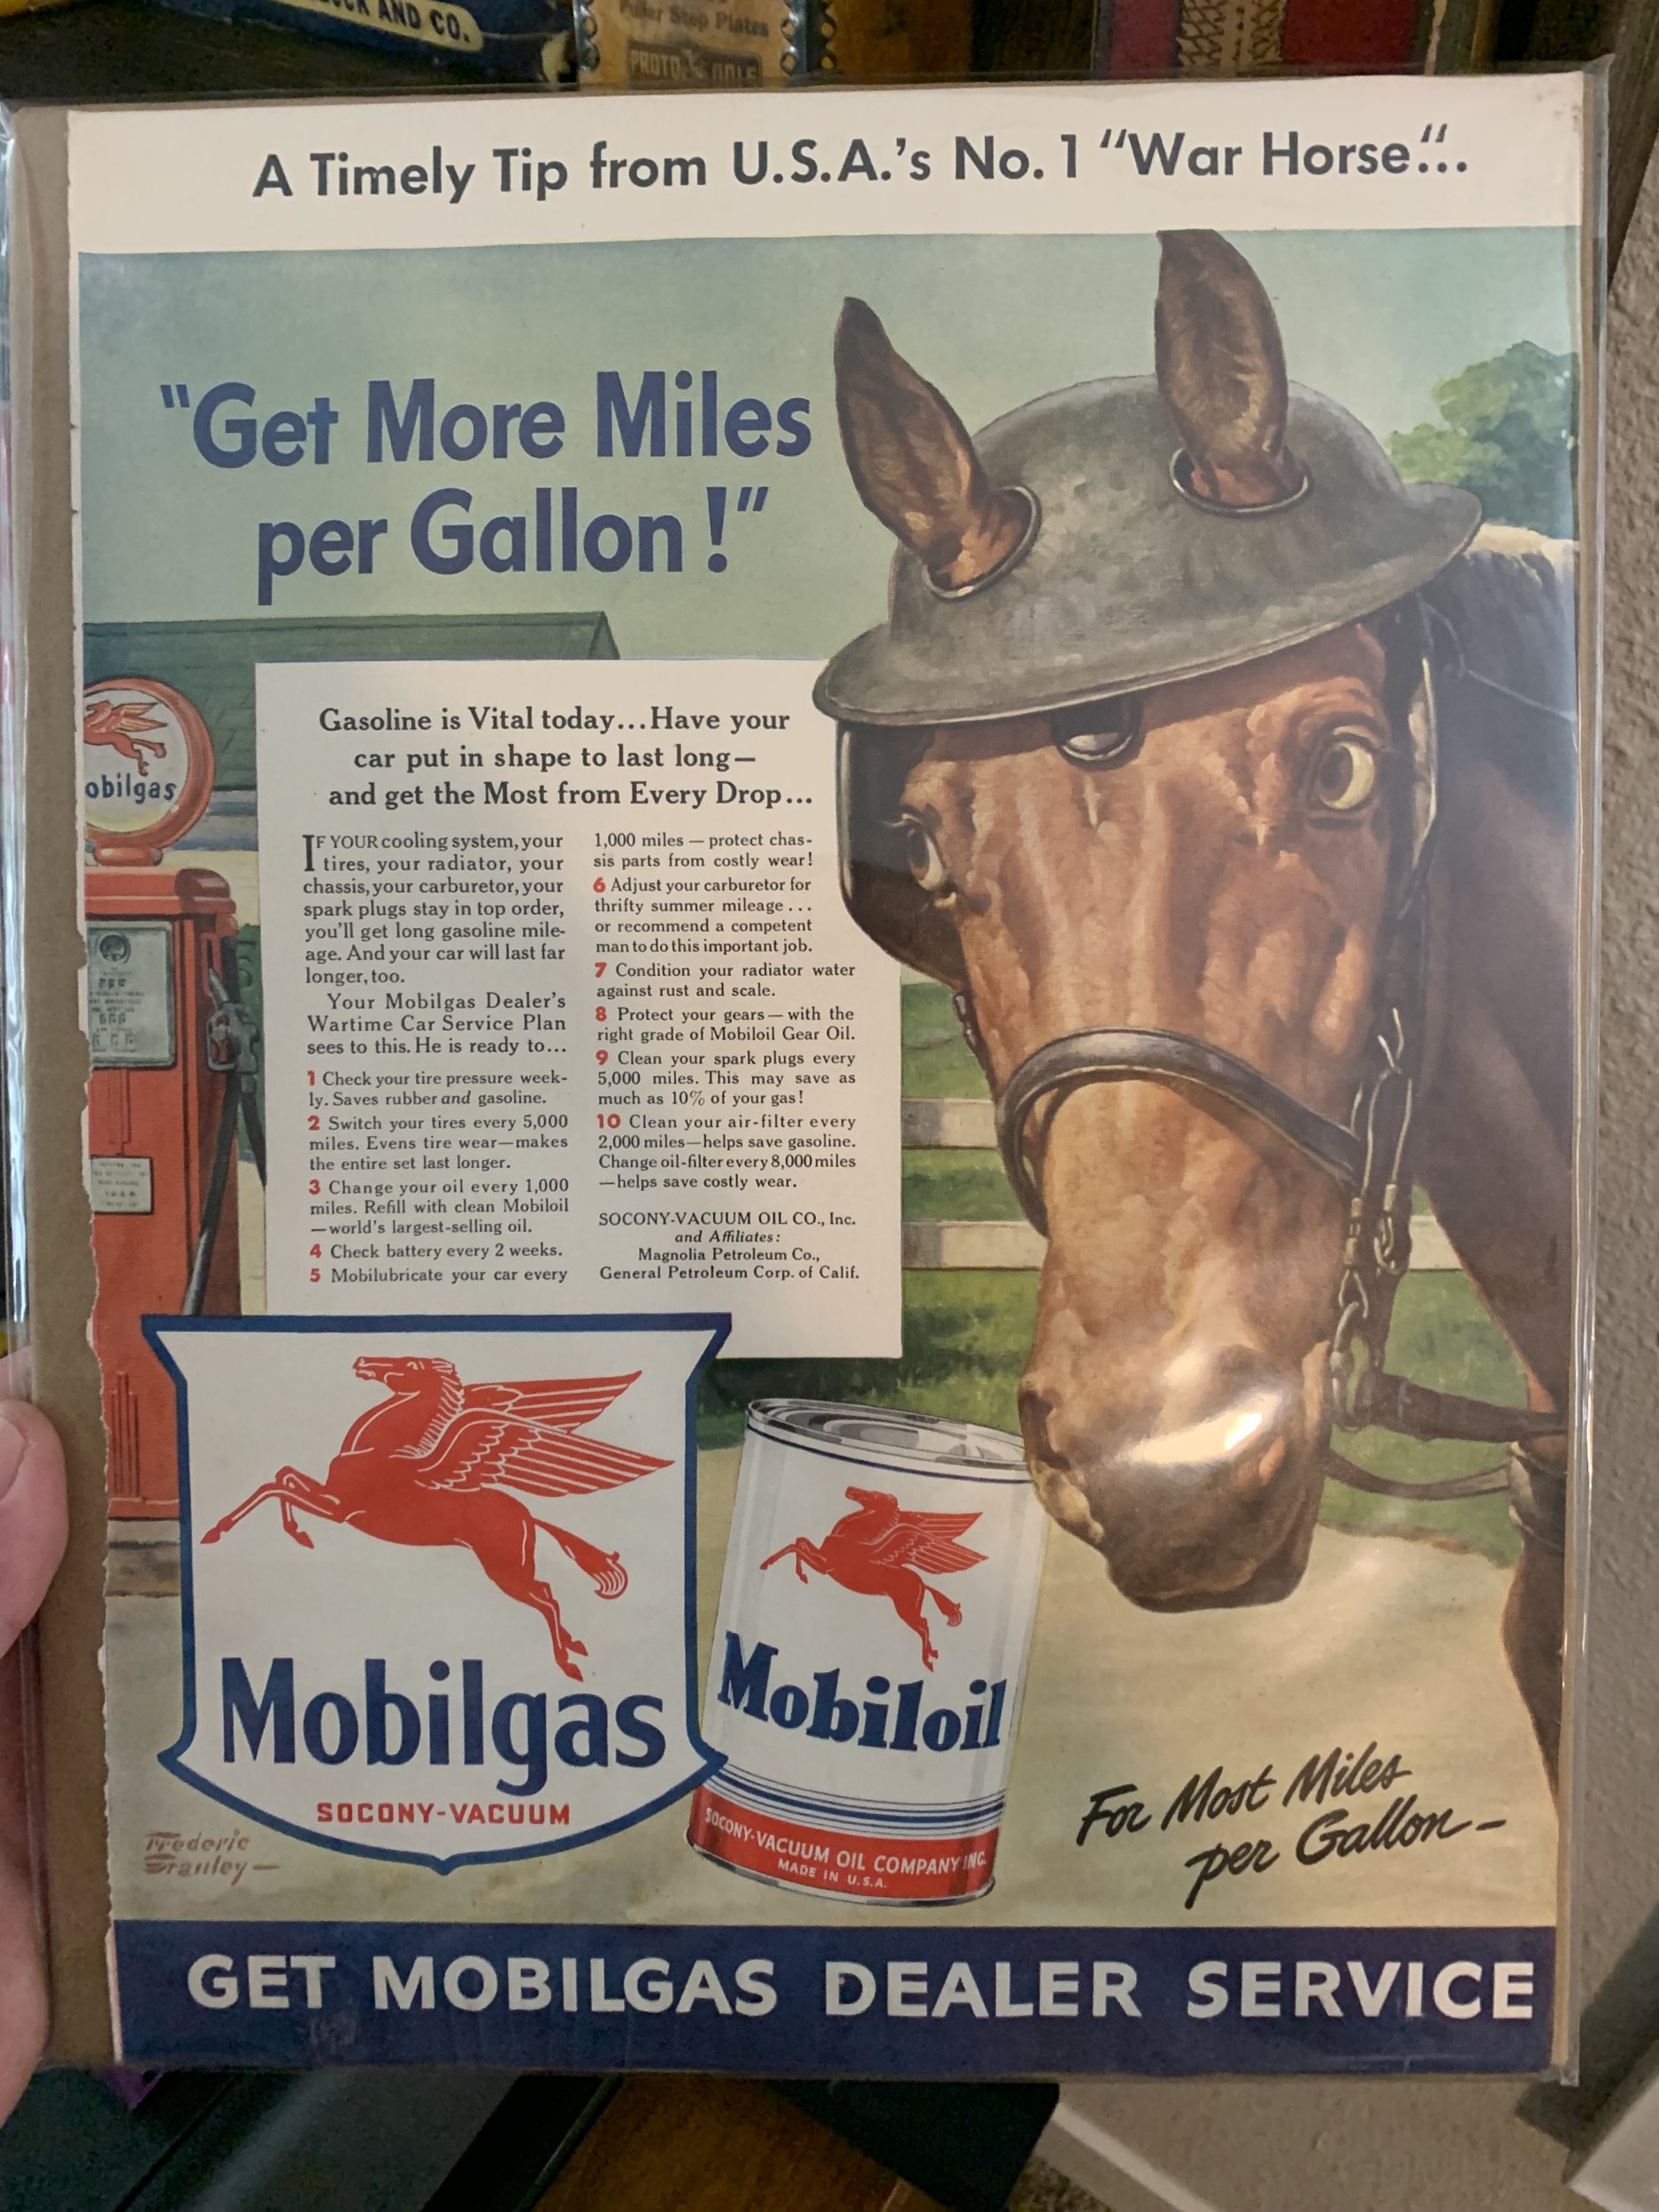 CK AND CO.
Puller Step Plates
PROTO TOOLS
A Timely Tip from U.S.A.'s No. 1 "War Horse"...
"Get More Miles
per Gallon!"
Gasoline is Vital today...Have your
car put in shape to last long—
and get the Most from Every Drop...
obilgas
IF YOUR cooling system, your
tires, your radiator, your
chassis, your carburetor, your
spark plugs stay in top order,
you'll get long gasoline mile-
age. And your car will last far
longer, too.
Your Mobilgas Dealer's
Wartime Car Service Plan
sees to this. He is ready to...
1 Check your tire pressure week-
ly. Saves rubber and gasoline.
2 Switch your tires every 5,000
miles. Evens tire wear—makes
the entire set last longer.
3 Change your oil every 1,000
miles. Refill with clean Mobiloil
—world's largest-selling oil.
4 Check battery every 2 weeks.
5 Mobilubricate your car every
1,000 miles — protect chas-
sis parts from costly wear!
6 Adjust your carburetor for
thrifty summer mileage...
or recommend a competent
man to do this important job.
7 Condition your radiator water
against rust and scale.
8 Protect your gears — with the
right grade of Mobiloil Gear Oil.
9 Clean your spark plugs every
5,000 miles. This may save as
much as 10% of your gas!
10 Clean your air-filter every
2,000 miles—helps save gasoline.
Change oil-filter every 8,000 miles
—helps save costly wear.
SOCONY-VACUUM OIL CO., Inc.
and Affiliates:
Magnolia Petroleum Co.,
General Petroleum Corp. of Calif.
Mobilgas
SOCONY-VACUUM
Mobiloil
SOCONY-VACUUM OIL COMPANY INC.
MADE IN U.S.A.
Frederic
Stanley—
For Most Miles
per Gallon—
GET MOBILGAS DEALER SERVICE